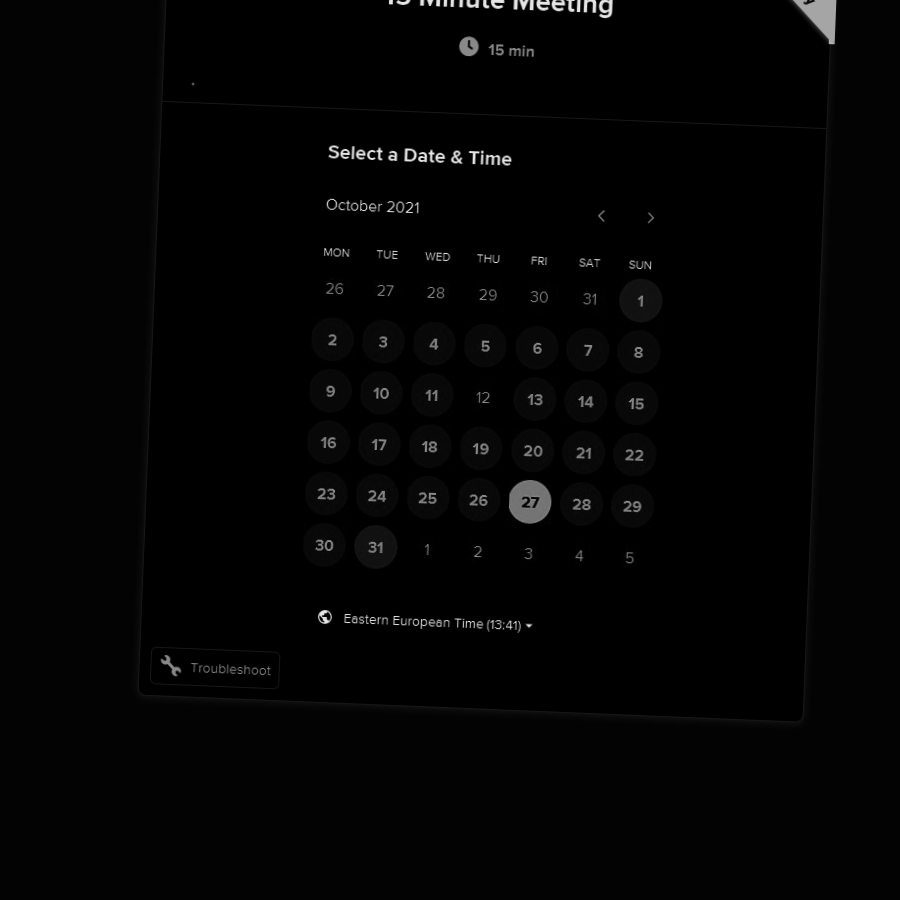 15 Minute Meeting
15 min
Select a Date & Time
October 2021
MON TUE WED THU FRI SAT SUN
26 27 28 29 30 31 1
2 3 4 5 6 7 8
9 10 11 12 13 14 15
16 17 18 19 20 21 22
23 24 25 26 27 28 29
30 31 1 2 3 4 5
Eastern European Time (13:41)
Troubleshoot